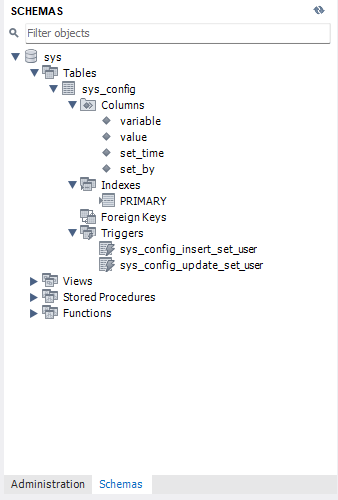 SCHEMAS
Filter objects
sys
Tables
sys_config
Columns
variable
value
set_time
set_by
Indexes
PRIMARY
Foreign Keys
Triggers
sys_config_insert_set_user
sys_config_update_set_user
Views
Stored Procedures
Functions
Administration Schemas